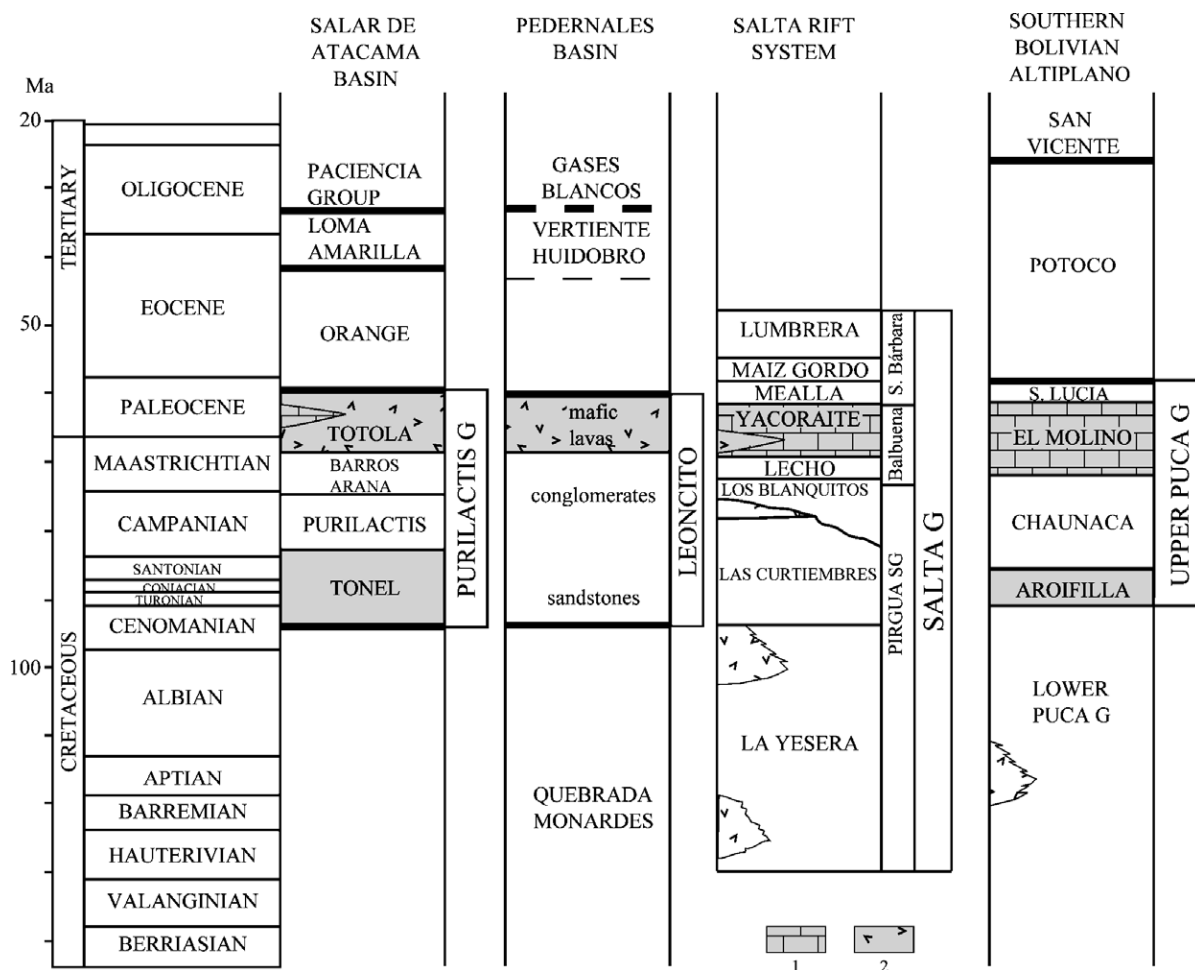 SALAR DE
ATACAMA
BASIN
PEDERNALES
BASIN
SALTA RIFT
SYSTEM
SOUTHERN
BOLIVIAN
ALTIPLANO
Ma
20
50
100
TERTIARY
CRETACEOUS
OLIGOCENE
EOCENE
PALEOCENE
MAASTRICHTIAN
CAMPANIAN
SANTONIAN
CONIACIAN
TURONIAN
CENOMANIAN
ALBIAN
APTIAN
BARREMIAN
HAUTERIVIAN
VALANGINIAN
BERRIASIAN
PACIENCIA
GROUP
LOMA
AMARILLA
ORANGE
TOTOLA
BARROS
ARANA
PURILACTIS
TONEL
PURILACTIS G
GASES
BLANCOS
VERTIENTE
HUIDOBRO
mafic
lavas
conglomerates
sandstones
QUEBRADA
MONARDES
LEONCITO
LUMBRERA
MAIZ GORDO
MEALLA
YACORAITE
LECHO
LOS BLANQUITOS
LAS CURTIEMBRES
LA YESERA
S. Bárbara
Balbuena
PIRGUA SG
SALTA G
SAN
VICENTE
POTOCO
S. LUCIA
EL MOLINO
CHAUNACA
AROIFILLA
LOWER
PUCA G
UPPER PUCA G
1
2